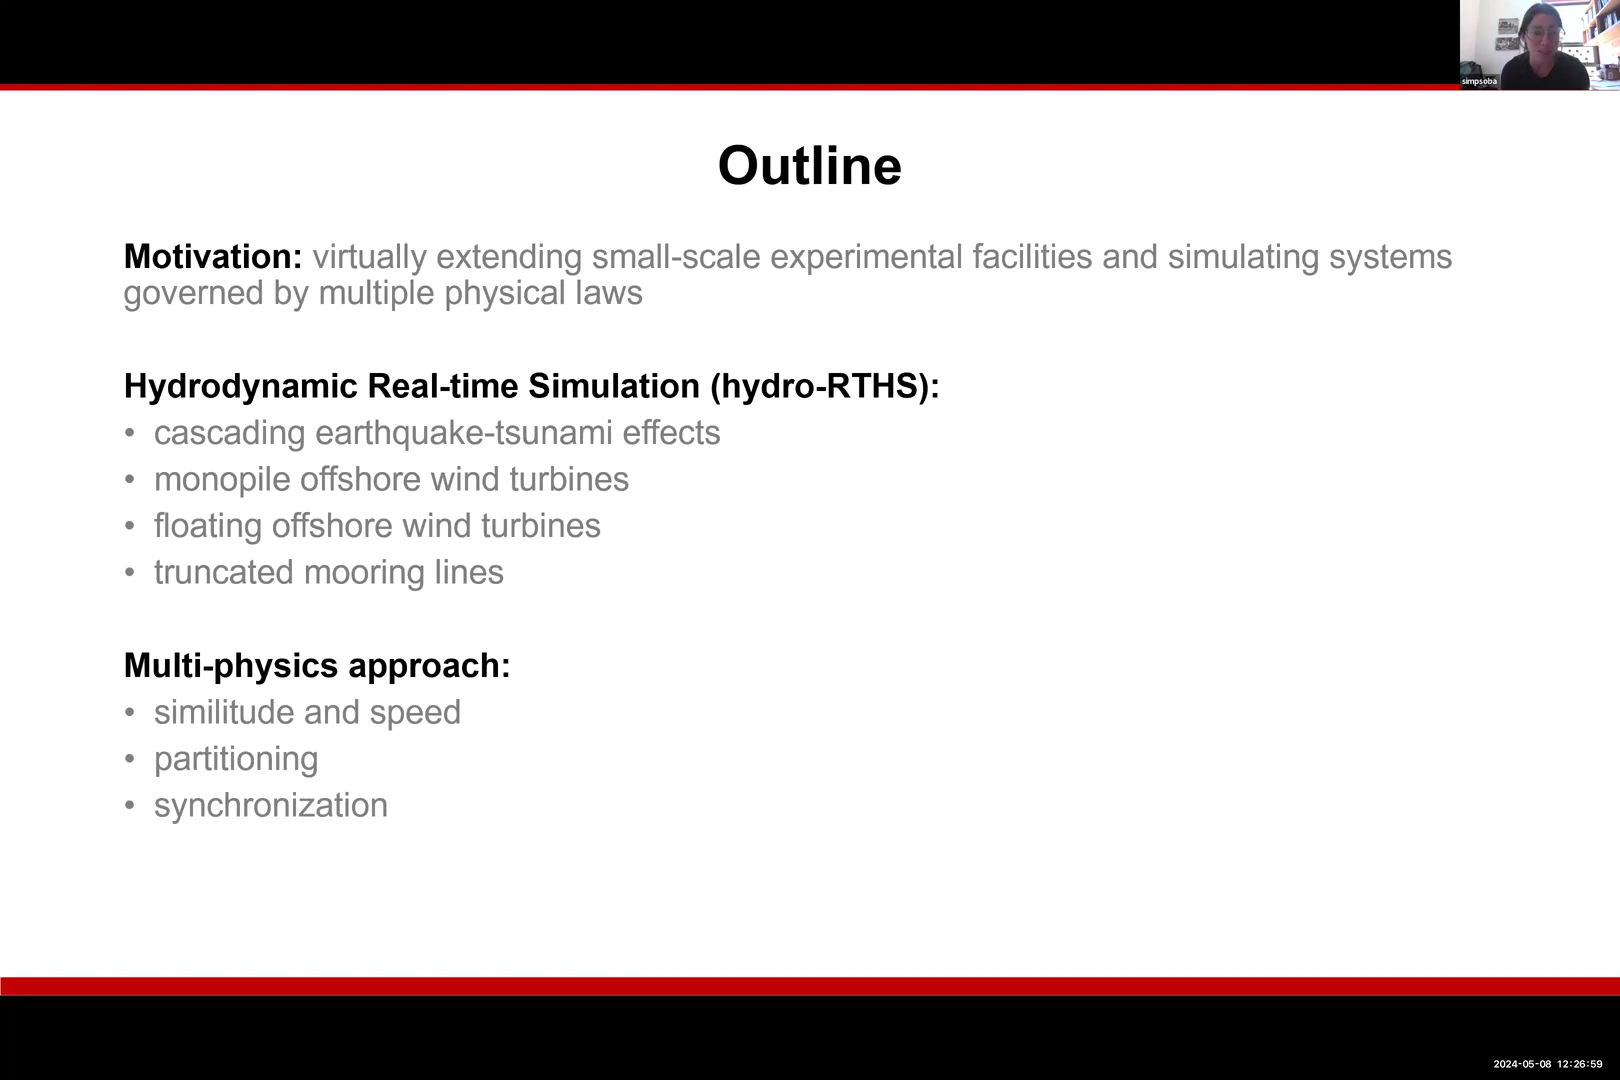 simpsoba
Outline
Motivation: virtually extending small-scale experimental facilities and simulating systems
governed by multiple physical laws
Hydrodynamic Real-time Simulation (hydro-RTHS):
• cascading earthquake-tsunami effects
• monopile offshore wind turbines
• floating offshore wind turbines
• truncated mooring lines
Multi-physics approach:
• similitude and speed
• partitioning
• synchronization
2024-05-08 12:26:59